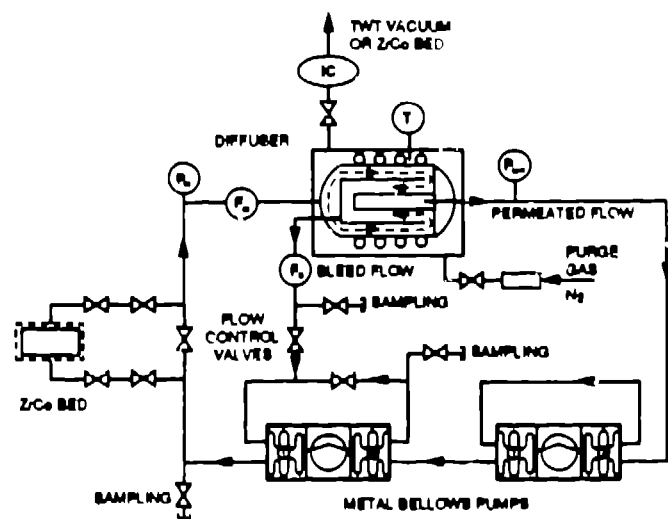 TWT VACUUM
OR Z/Co BED
IC
T
DIFFUSER
PERMEATED FLOW
PURGE
GAS
N₂
BLEED FLOW
SAMPLING
FLOW
CONTROL
VALVES
SAMPLING
Z/Co BED
SAMPLING
METAL BELLOWS PUMPS